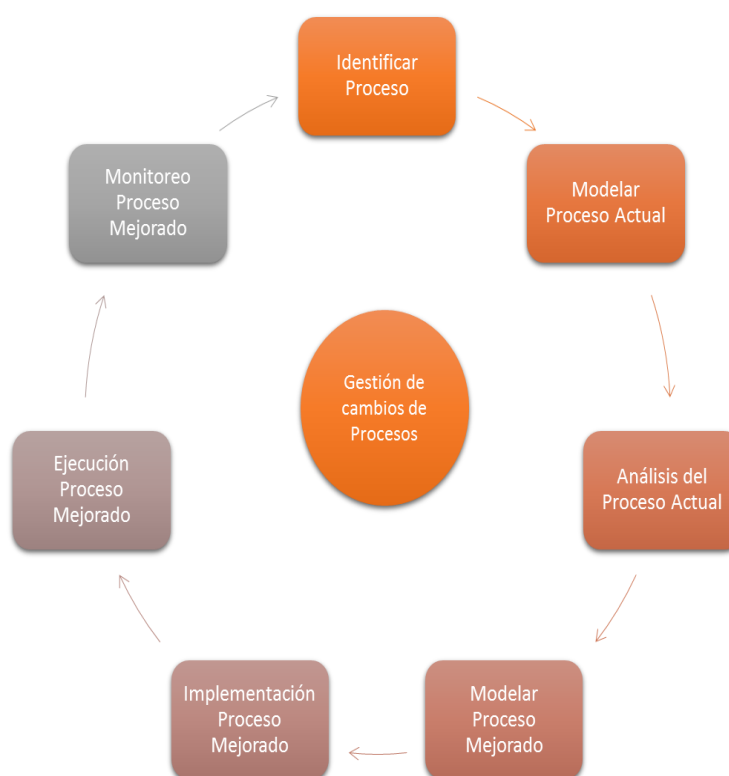 Identificar
Proceso
Modelar
Proceso Actual
Análisis del
Proceso Actual
Modelar
Proceso
Mejorado
Implementación
Proceso
Mejorado
Ejecución
Proceso
Mejorado
Monitoreo
Proceso
Mejorado
Gestión de
cambios de
Procesos